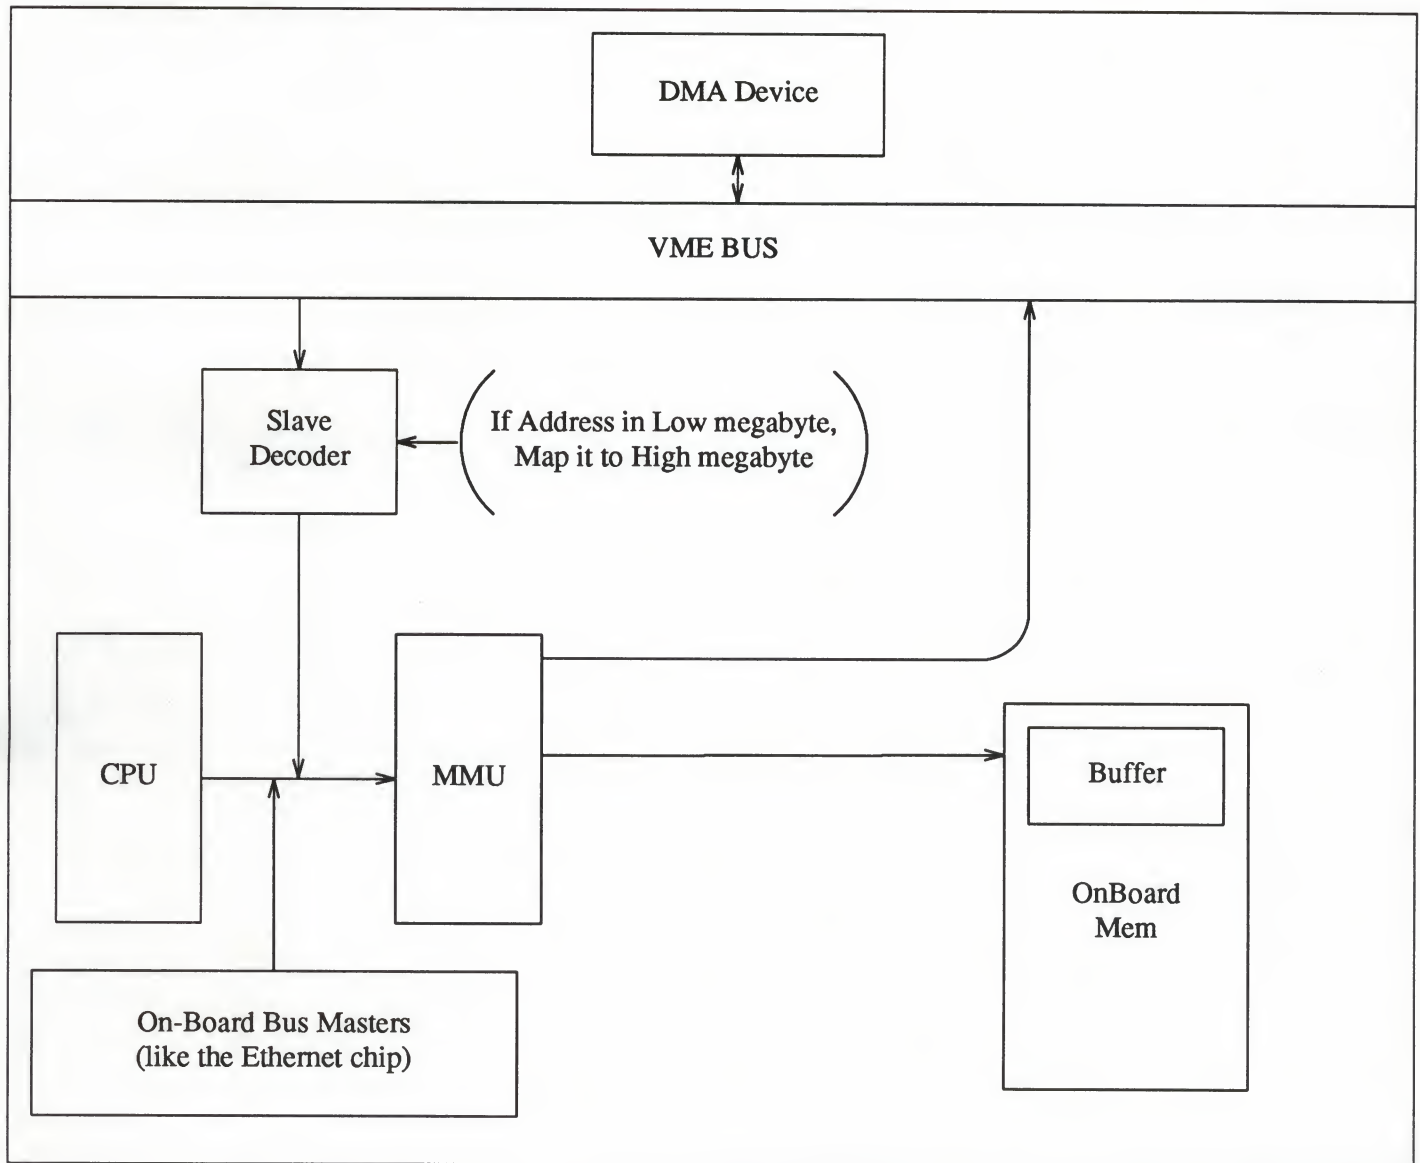 DMA Device
VME BUS
Slave
Decoder
If Address in Low megabyte,
Map it to High megabyte
CPU
MMU
Buffer
OnBoard
Mem
On-Board Bus Masters
(like the Ethernet chip)